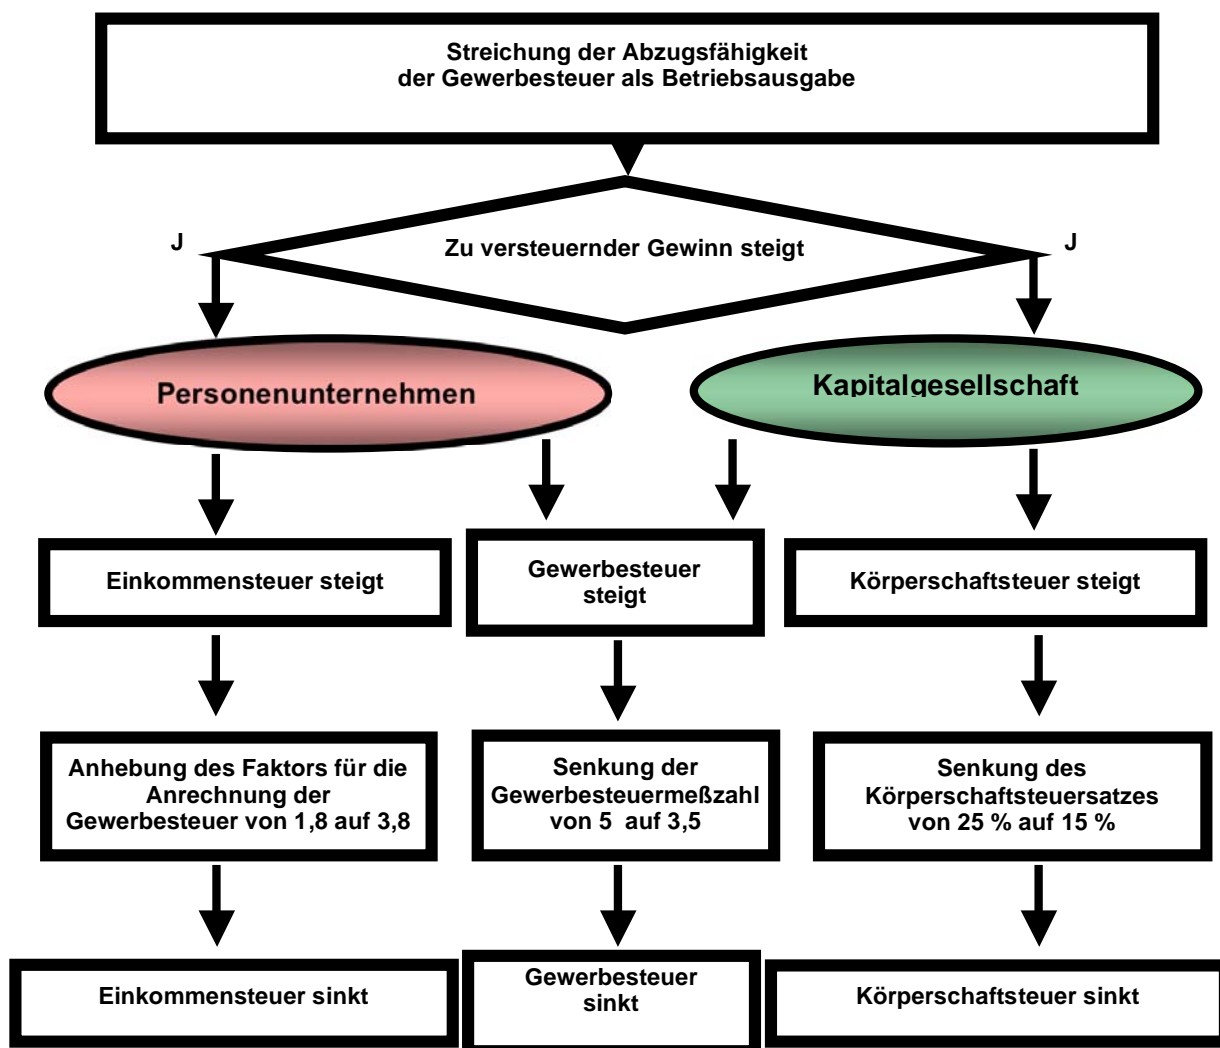 Streichung der Abzugsfähigkeit
der Gewerbesteuer als Betriebsausgabe
J
Zu versteuernder Gewinn steigt
J
Personenunternehmen
Kapitalgesellschaft
Einkommensteuer steigt
Gewerbesteuer
steigt
Körperschaftsteuer steigt
Anhebung des Faktors für die
Anrechnung der
Gewerbesteuer von 1,8 auf 3,8
Senkung der
Gewerbesteuermeßzahl
von 5 auf 3,5
Senkung des
Körperschaftsteuersatzes
von 25 % auf 15 %
Einkommensteuer sinkt
Gewerbesteuer
sinkt
Körperschaftsteuer sinkt